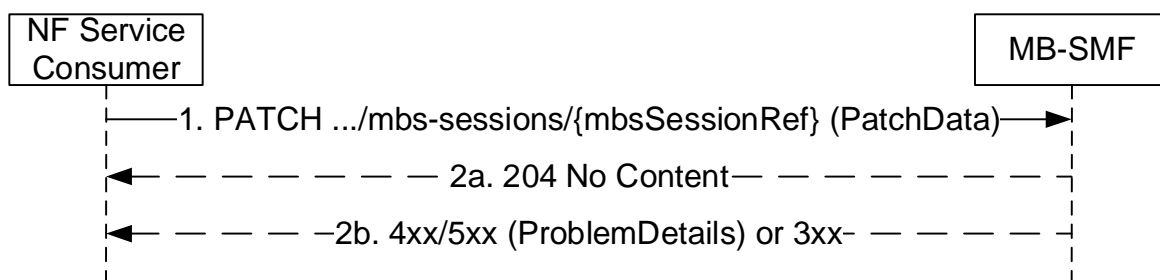 NF Service
Consumer
MB-SMF
1. PATCH .../mbs-sessions/{mbsSessionRef} (PatchData)
2a. 204 No Content
2b. 4xx/5xx (ProblemDetails) or 3xx